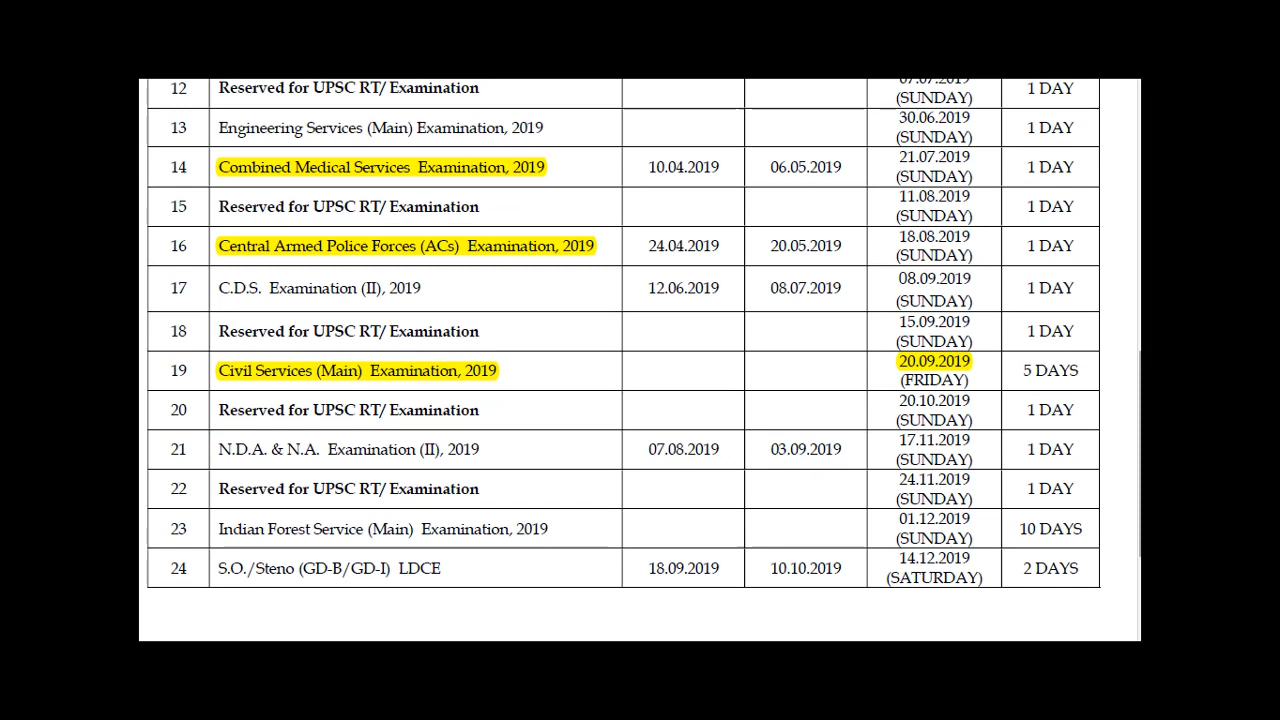 12 Reserved for UPSC RT/ Examination 07.07.2019 (SUNDAY) 1 DAY
13 Engineering Services (Main) Examination, 2019 30.06.2019 (SUNDAY) 1 DAY
14 Combined Medical Services Examination, 2019 10.04.2019 06.05.2019 21.07.2019 (SUNDAY) 1 DAY
15 Reserved for UPSC RT/ Examination 11.08.2019 (SUNDAY) 1 DAY
16 Central Armed Police Forces (ACs) Examination, 2019 24.04.2019 20.05.2019 18.08.2019 (SUNDAY) 1 DAY
17 C.D.S. Examination (II), 2019 12.06.2019 08.07.2019 08.09.2019 (SUNDAY) 1 DAY
18 Reserved for UPSC RT/ Examination 15.09.2019 (SUNDAY) 1 DAY
19 Civil Services (Main) Examination, 2019 20.09.2019 (FRIDAY) 5 DAYS
20 Reserved for UPSC RT/ Examination 20.10.2019 (SUNDAY) 1 DAY
21 N.D.A. & N.A. Examination (II), 2019 07.08.2019 03.09.2019 17.11.2019 (SUNDAY) 1 DAY
22 Reserved for UPSC RT/ Examination 24.11.2019 (SUNDAY) 1 DAY
23 Indian Forest Service (Main) Examination, 2019 01.12.2019 (SUNDAY) 10 DAYS
24 S.O./Steno (GD-B/GD-I) LDCE 18.09.2019 10.10.2019 14.12.2019 (SATURDAY) 2 DAYS